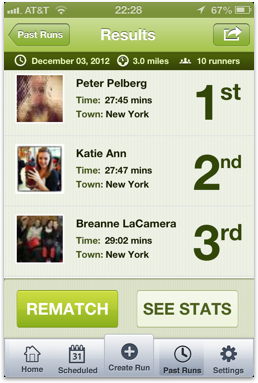 AT&T 22:28 67%
Past Runs Results
December 03, 2012 3.0 miles 10 runners
Peter Pelberg
Time: 27:45 mins
Town: New York
1st
Katie Ann
Time: 27:47 mins
Town: New York
2nd
Breanne LaCamera
Time: 29:02 mins
Town: New York
3rd
REMATCH SEE STATS
31
Home Scheduled Create Run Past Runs Settings